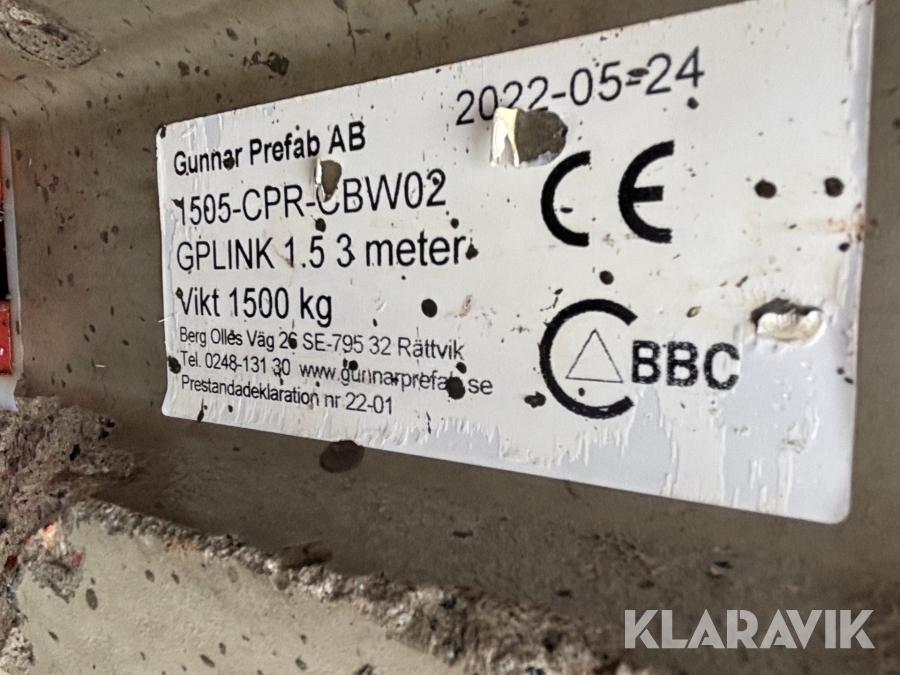 2022-05-24
Gunnar Prefab AB
1505-CPR-CBW02
CE
GPLINK 1.5 3 meter
Vikt 1500 kg
Berg Olles Väg 26 SE-795 32 Rättvik
Tel. 0248-131 30 www.gunnarprefab.se
Prestandadeklaration nr 22-01
BBC
KLARAVIK